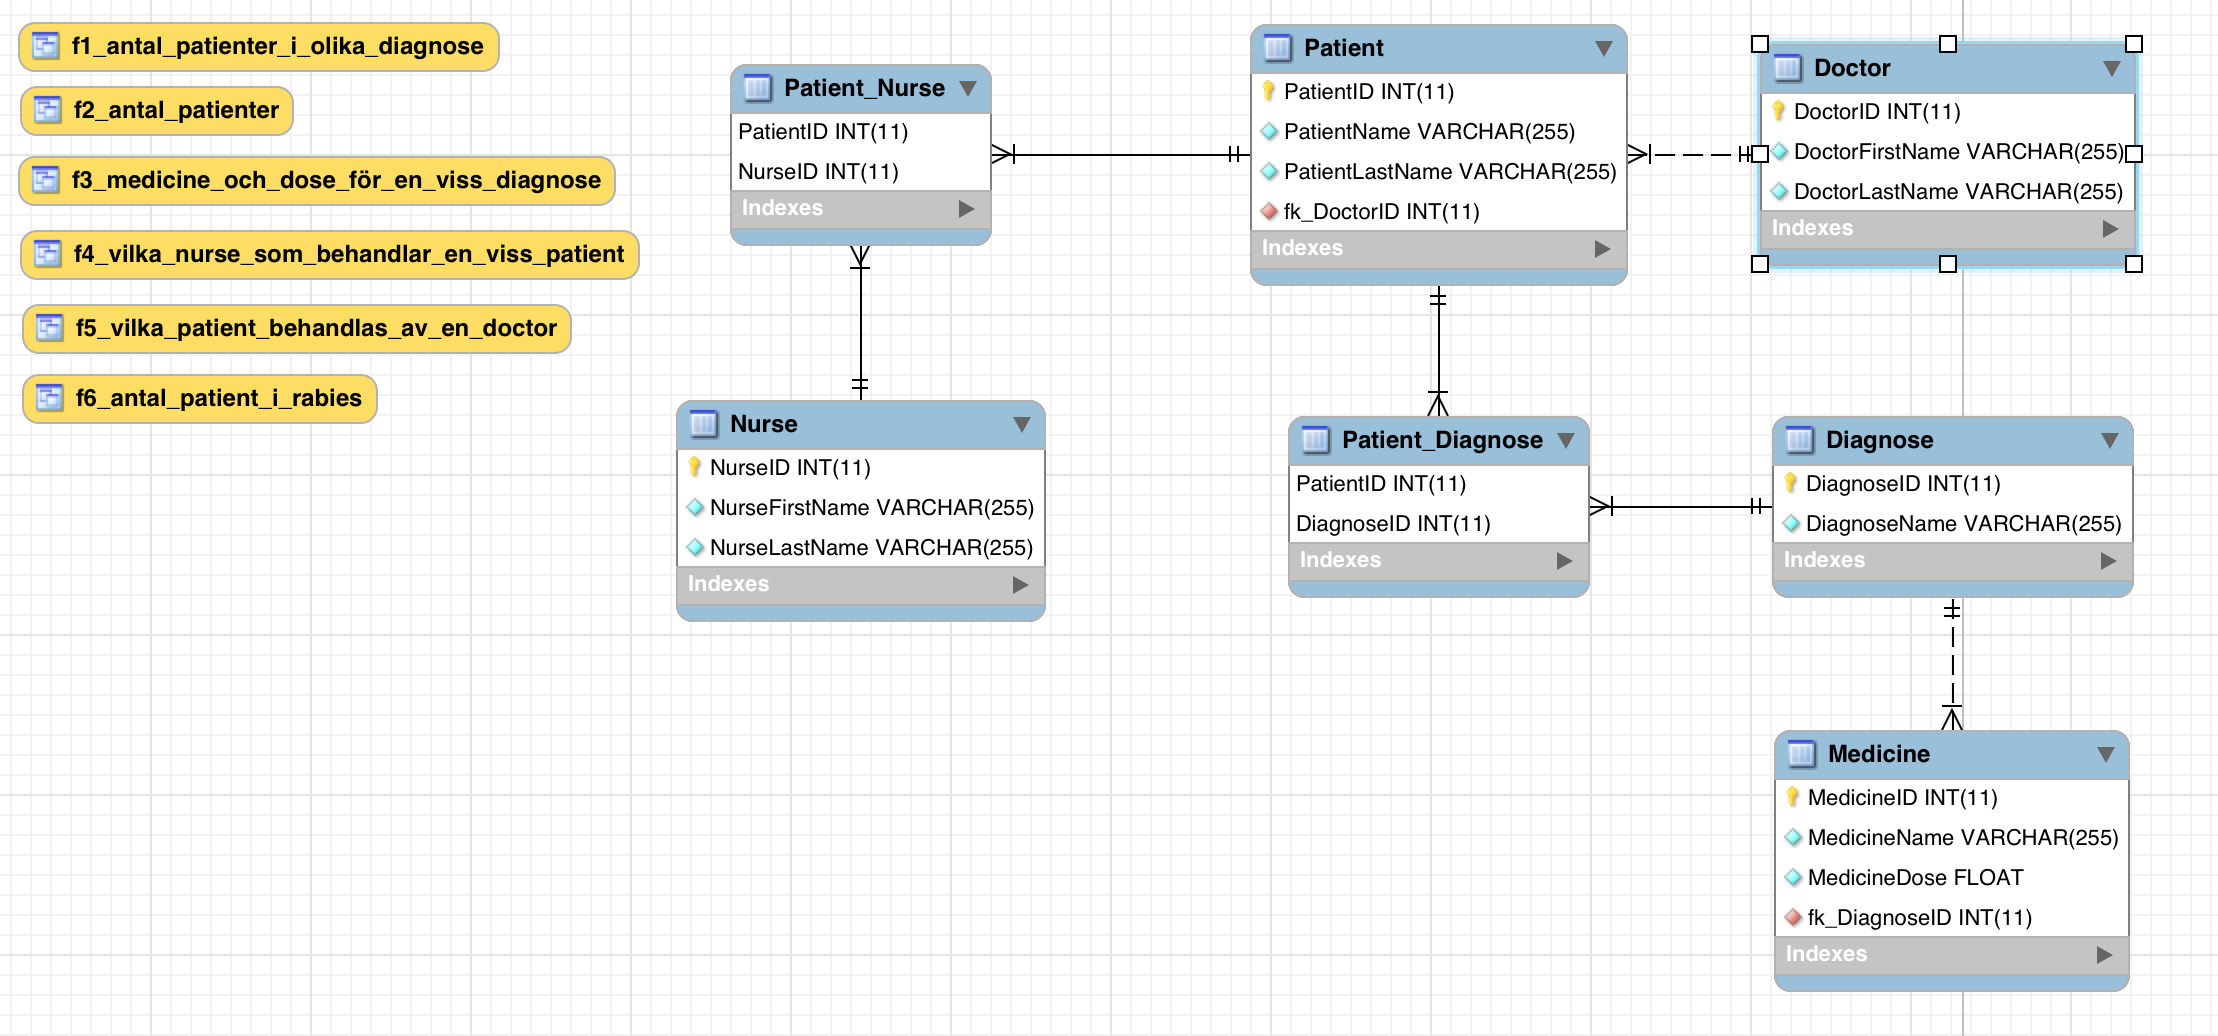 f1_antal_patienter_i_olika_diagnose
f2_antal_patienter
f3_medicine_och_dose_för_en_viss_diagnose
f4_vilka_nurse_som_behandlar_en_viss_patient
f5_vilka_patient_behandlas_av_en_doctor
f6_antal_patient_i_rabies
Patient_Nurse
PatientID INT(11)
NurseID INT(11)
Indexes
Patient
PatientID INT(11)
PatientName VARCHAR(255)
PatientLastName VARCHAR(255)
fk_DoctorID INT(11)
Indexes
Doctor
DoctorID INT(11)
DoctorFirstName VARCHAR(255)
DoctorLastName VARCHAR(255)
Indexes
Nurse
NurseID INT(11)
NurseFirstName VARCHAR(255)
NurseLastName VARCHAR(255)
Indexes
Patient_Diagnose
PatientID INT(11)
DiagnoseID INT(11)
Indexes
Diagnose
DiagnoseID INT(11)
DiagnoseName VARCHAR(255)
Indexes
Medicine
MedicineID INT(11)
MedicineName VARCHAR(255)
MedicineDose FLOAT
fk_DiagnoseID INT(11)
Indexes